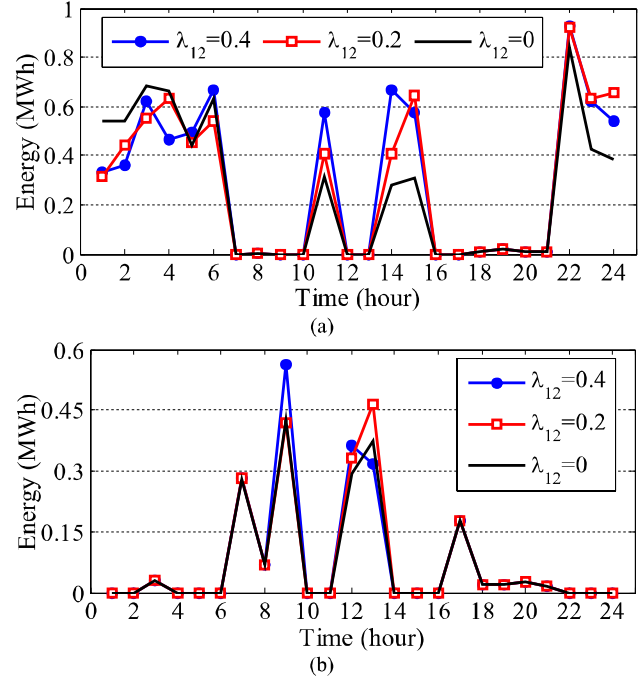 1
0.8
0.6
0.4
0.2
0
λ12=0.4 λ12=0.2 λ12=0
Energy (MWh)
0 2 4 6 8 10 12 14 16 18 20 22 24
Time (hour)
(a)
0.6
0.45
0.3
0.15
0
λ12=0.4
λ12=0.2
λ12=0
Energy (MWh)
0 2 4 6 8 10 12 14 16 18 20 22 24
Time (hour)
(b)